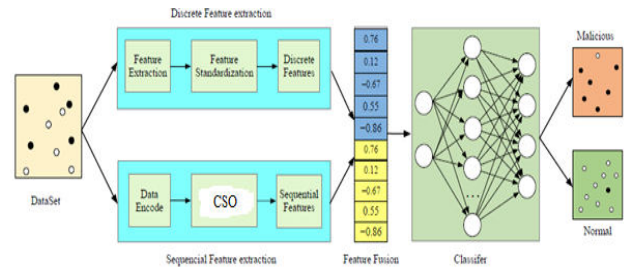 Discrete Feature extraction
Feature
Extraction
Feature
Standardization
Discrete
Features
DataSet
Data
Encode
CSO
Sequential
Features
Sequencial Feature extraction
0.76
0.12
−0.67
0.55
−0.86
0.76
0.12
−0.67
0.55
−0.86
Feature Fusion
...
Classifer
Malicious
Normal